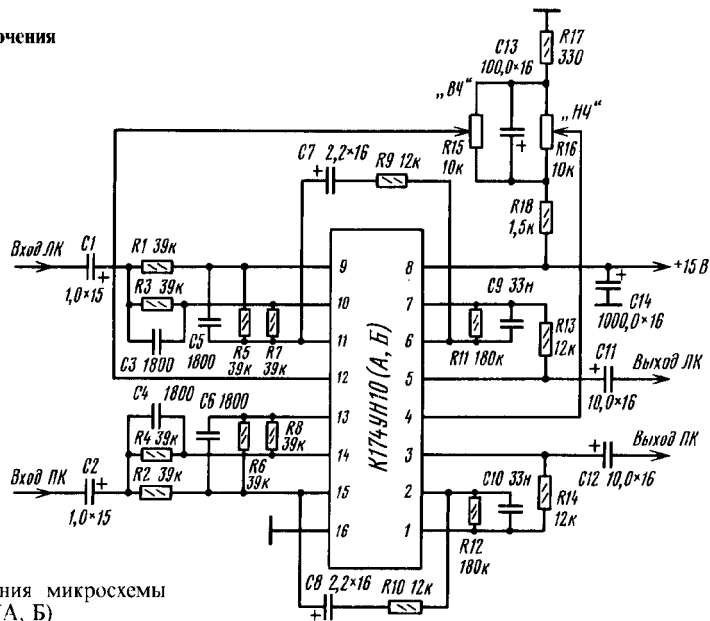 очения
C13
100,0×16
R17
330
„ВЧ“
„НЧ“
R15
10к
R16
10к
C7 2,2×16
R9 12к
R18
1,5к
Вход ЛК
C1
1,0×15
R1 39к
R3 39к
C3 1800
C5
1800
R5
39к
R7
39к
9
10
11
12
13
14
15
16
К174УН10 (А, Б)
8
7
6
5
4
3
2
1
+15 В
C14
1000,0×16
C9 33н
R11 180к
R13
12к
C11
10,0×16
Выход ЛК
C4
1800
R4 39к
R2 39к
C6 1800
R8
39к
R6
39к
Вход ПК
C2
1,0×15
Выход ПК
C12 10,0×16
C10 33н
R14
12к
R12
180к
C8 2,2×16
R10 12к
ния микросхемы
(А, Б)